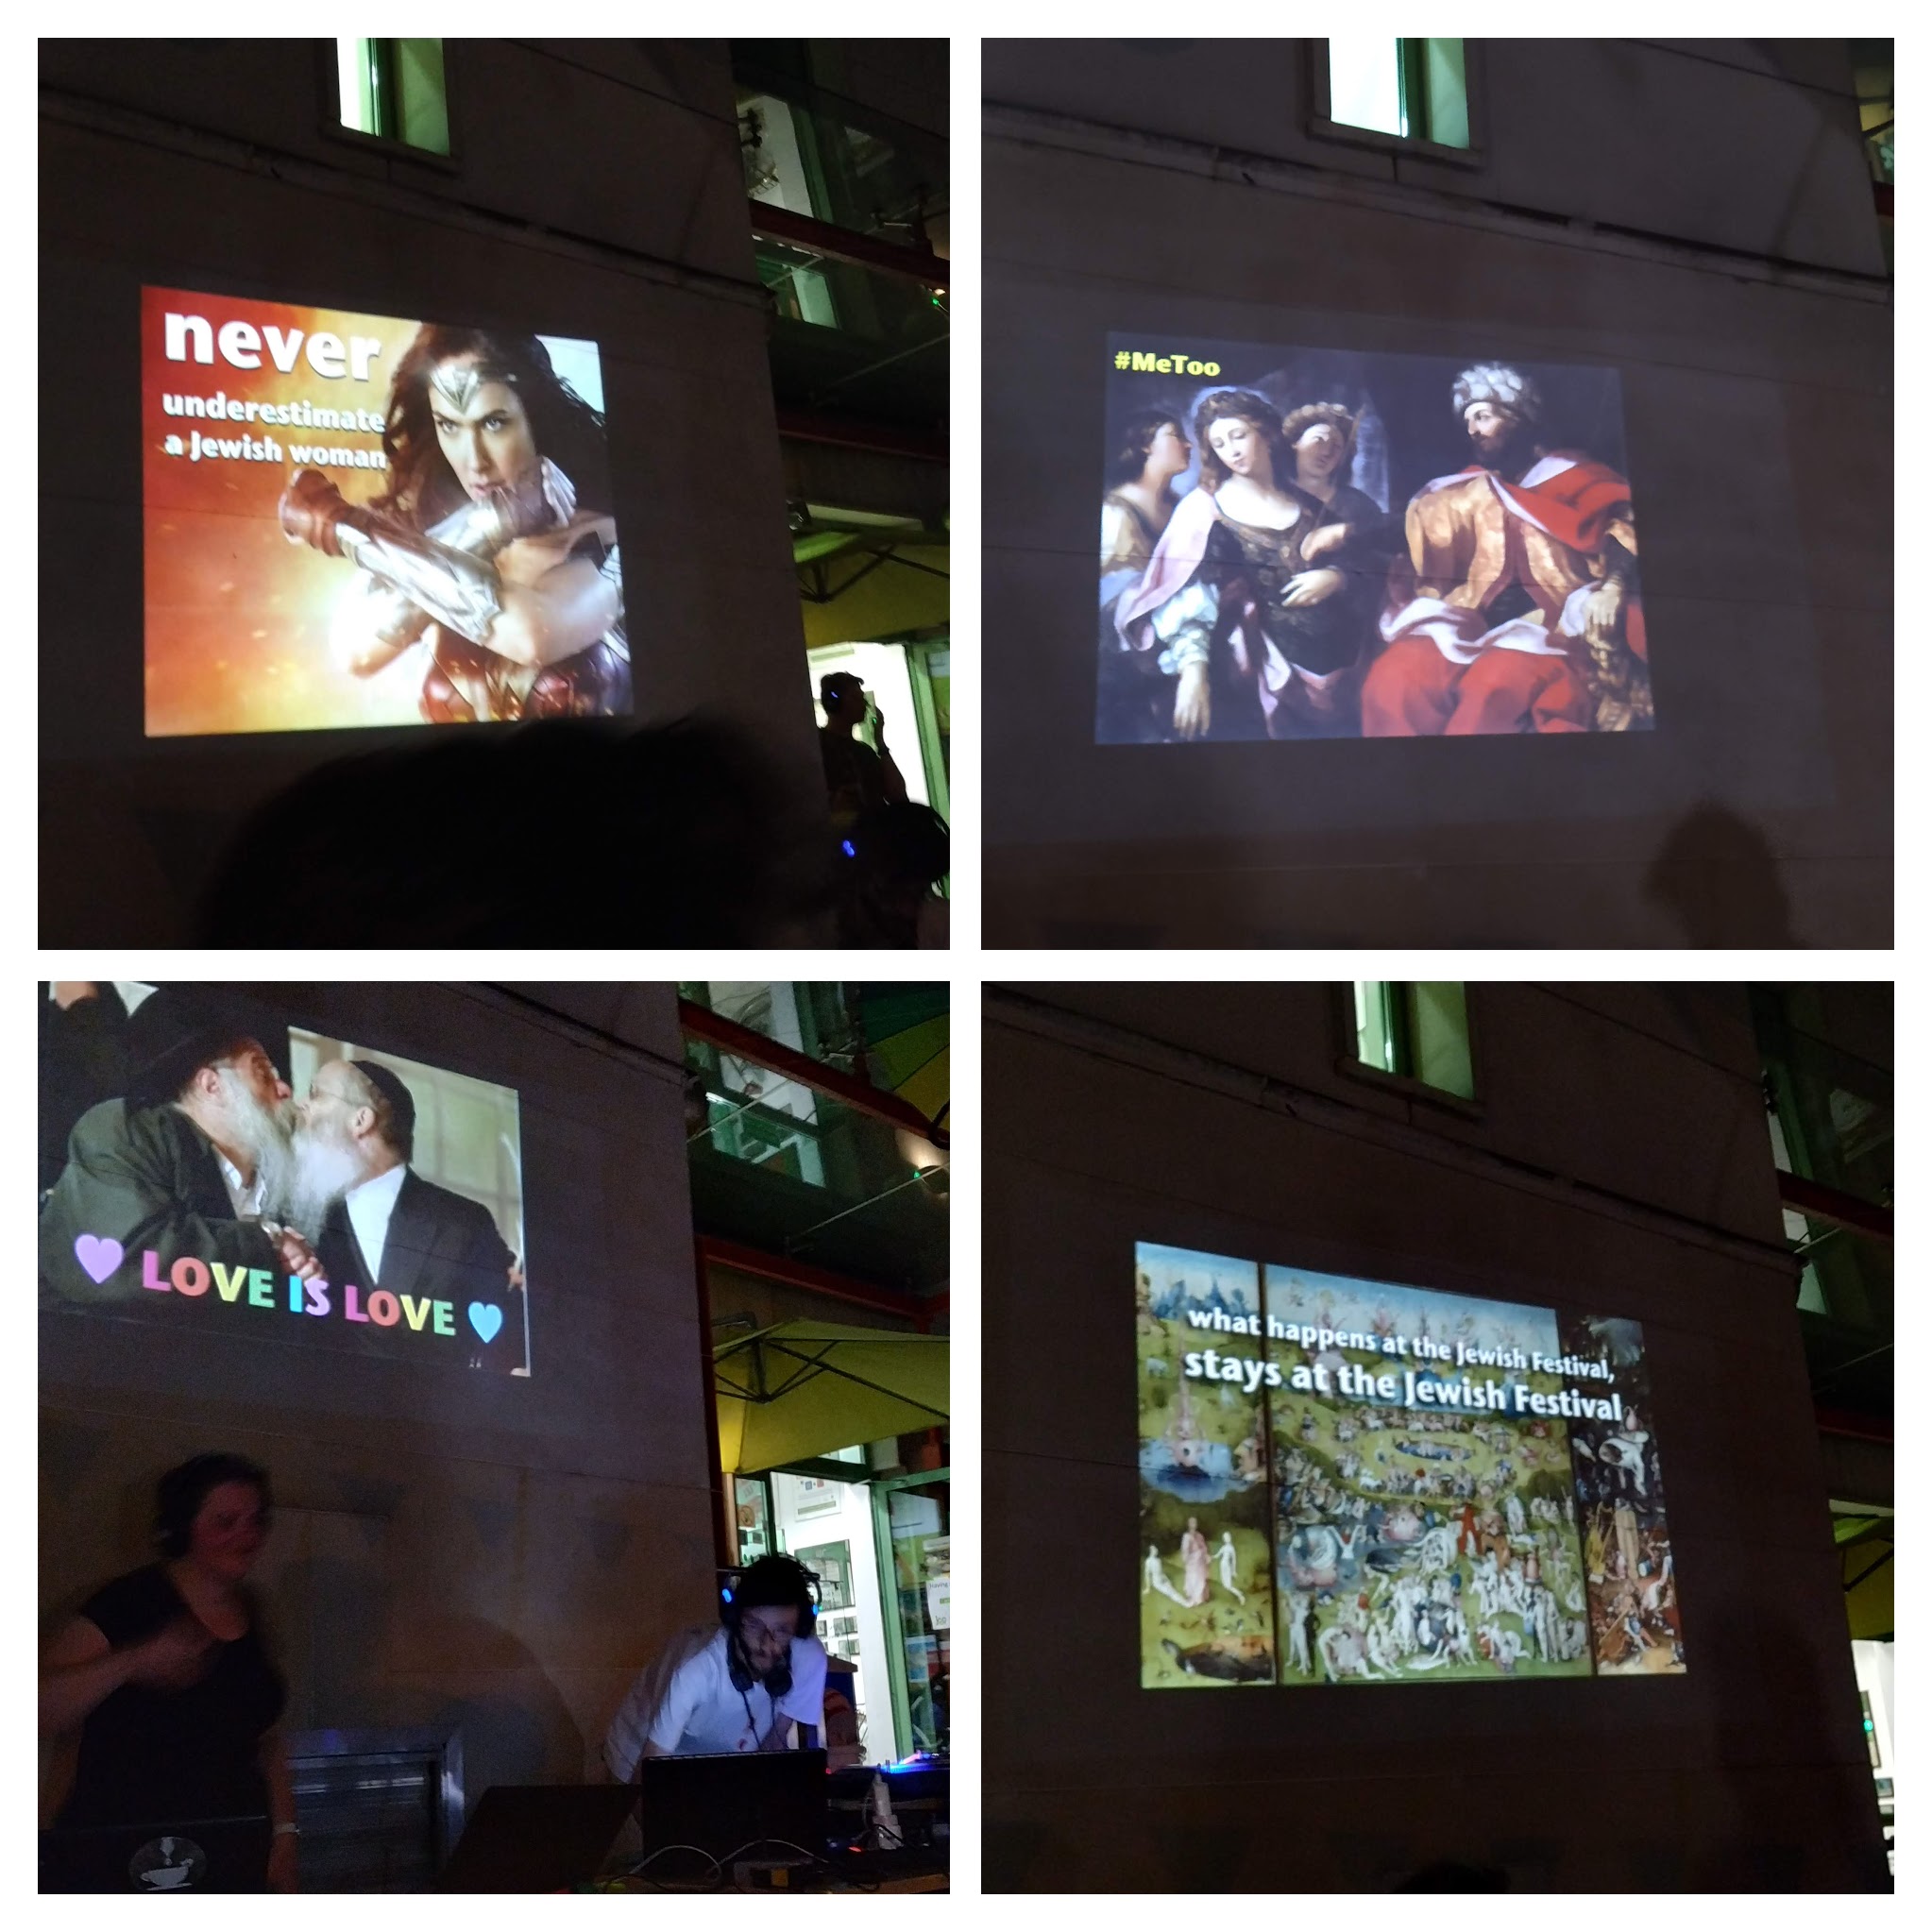 never
underestimate
a Jewish woman
#MeToo
LOVE IS LOVE
what happens at the Jewish Festival,
stays at the Jewish Festival